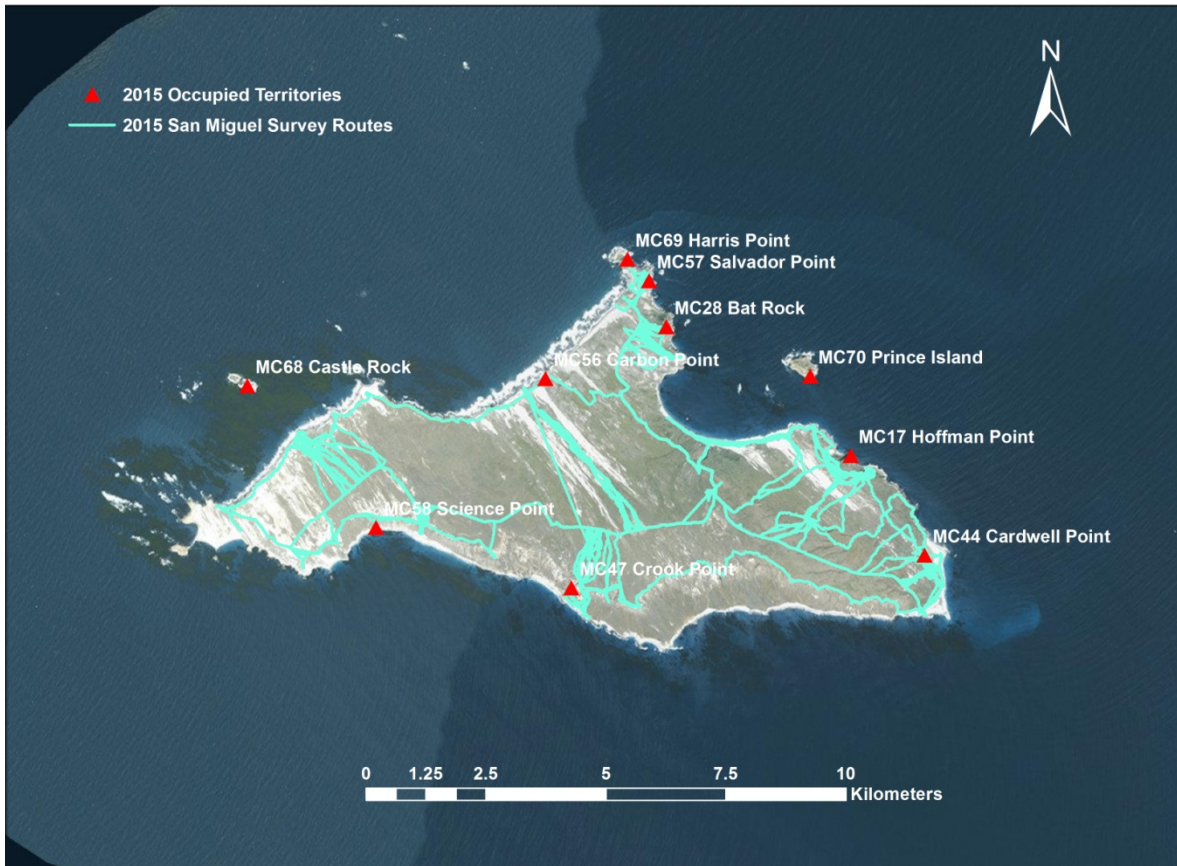 N
2015 Occupied Territories
2015 San Miguel Survey Routes
MC69 Harris Point
MC57 Salvador Point
MC28 Bat Rock
MC56 Carbon Point
MC70 Prince Island
MC68 Castle Rock
MC17 Hoffman Point
MC58 Science Point
MC44 Cardwell Point
MC47 Crook Point
0 1.25 2.5 5 7.5 10
Kilometers